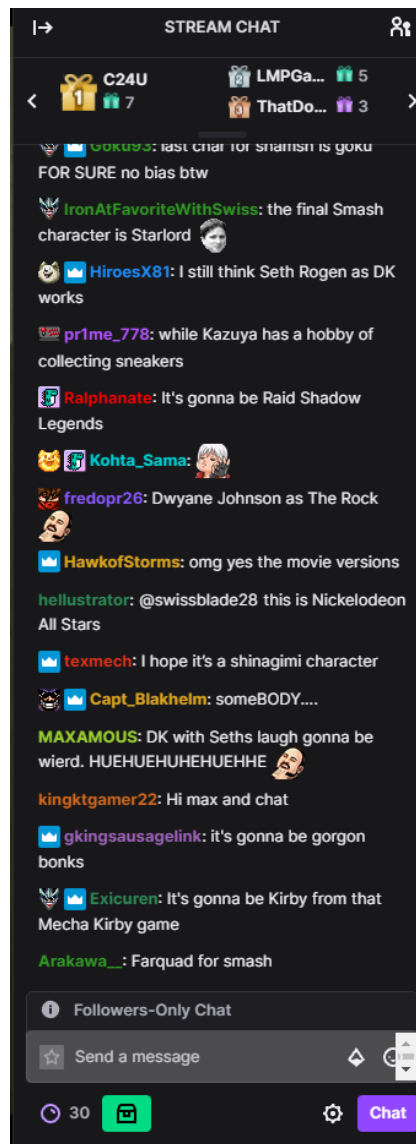 STREAM CHAT
1 C24U
7
2 LMPGa... 5
3 ThatDo... 3
Goku93: last char for shamsh is goku
FOR SURE no bias btw
IronAtFavoriteWithSwiss: the final Smash
character is Starlord
HiroesX81: I still think Seth Rogen as DK
works
pr1me_778: while Kazuya has a hobby of
collecting sneakers
Ralphanate: It's gonna be Raid Shadow
Legends
Kohta_Sama:
fredopr26: Dwyane Johnson as The Rock
HawkofStorms: omg yes the movie versions
hellustrator: @swissblade28 this is Nickelodeon
All Stars
texmech: I hope it's a shinagimi character
Capt_Blakhelm: someBODY....
MAXAMOUS: DK with Seths laugh gonna be
wierd. HUEHUEHUHEHUEHHE
kingktgamer22: Hi max and chat
gkingsausagelink: it's gonna be gorgon
bonks
Exicuren: It's gonna be Kirby from that
Mecha Kirby game
Arakawa__: Farquad for smash
Followers-Only Chat
Send a message
30
Chat